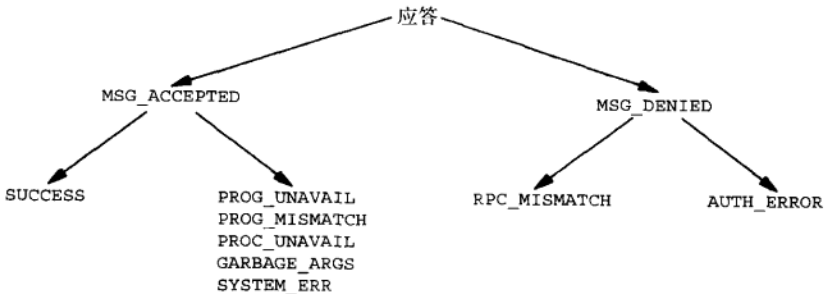 应答
MSG_ACCEPTED
MSG_DENIED
SUCCESS
PROG_UNAVAIL
PROG_MISMATCH
PROC_UNAVAIL
GARBAGE_ARGS
SYSTEM_ERR
RPC_MISMATCH
AUTH_ERROR